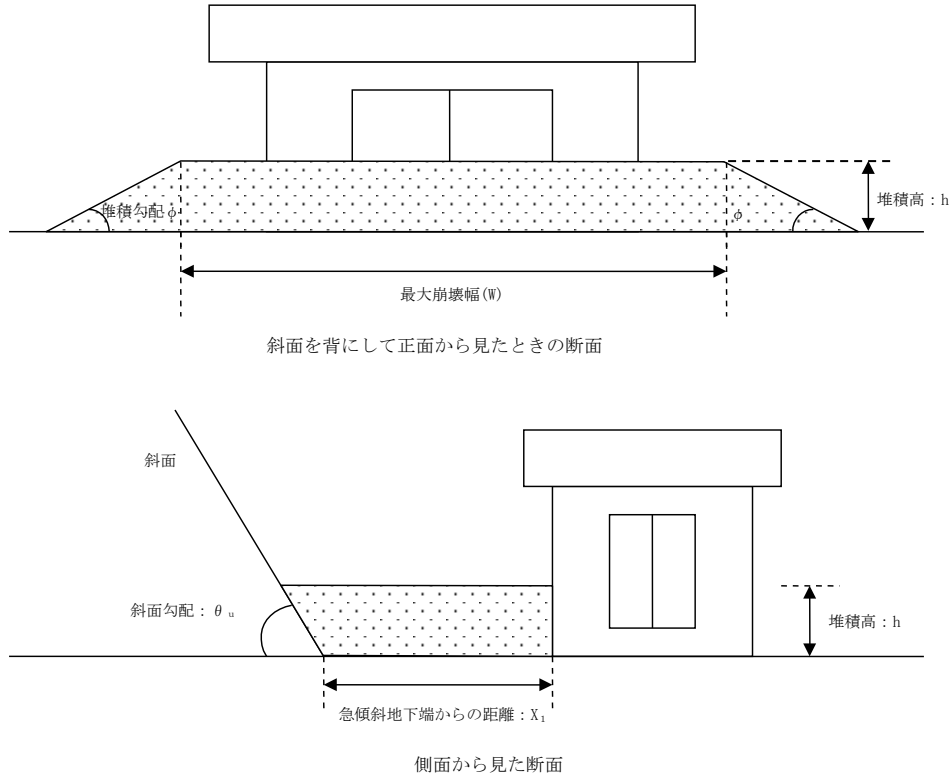 堆積勾配φ
φ
堆積高：h
最大崩壊幅(W)
斜面を背にして正面から見たときの断面
斜面
斜面勾配：θu
堆積高：h
急傾斜地下端からの距離：X₁
側面から見た断面